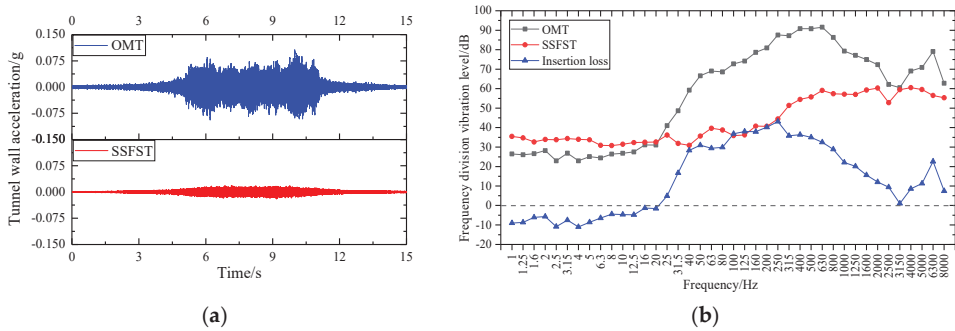 0 3 6 9 12 15
0.150
0.075
0.000
-0.075
0.150
-0.150
0.075
0.000
-0.075
-0.150
OMT
SSFST
Tunnel wall acceleration/g
0 3 6 9 12 15
Time/s
(a)
100
90
80
70
60
50
40
30
20
10
0
-10
-20
OMT
SSFST
Insertion loss
Frequency division vibration level/dB
1 1.25 1.6 2 2.5 3.15 4 5 6.3 8 10 12.5 16 20 25 31.5 40 50 63 80 100 125 160 200 250 315 400 500 630 800 1000 1250 1600 2000 2500 3150 4000 5000 6300 8000
Frequency/Hz
(b)